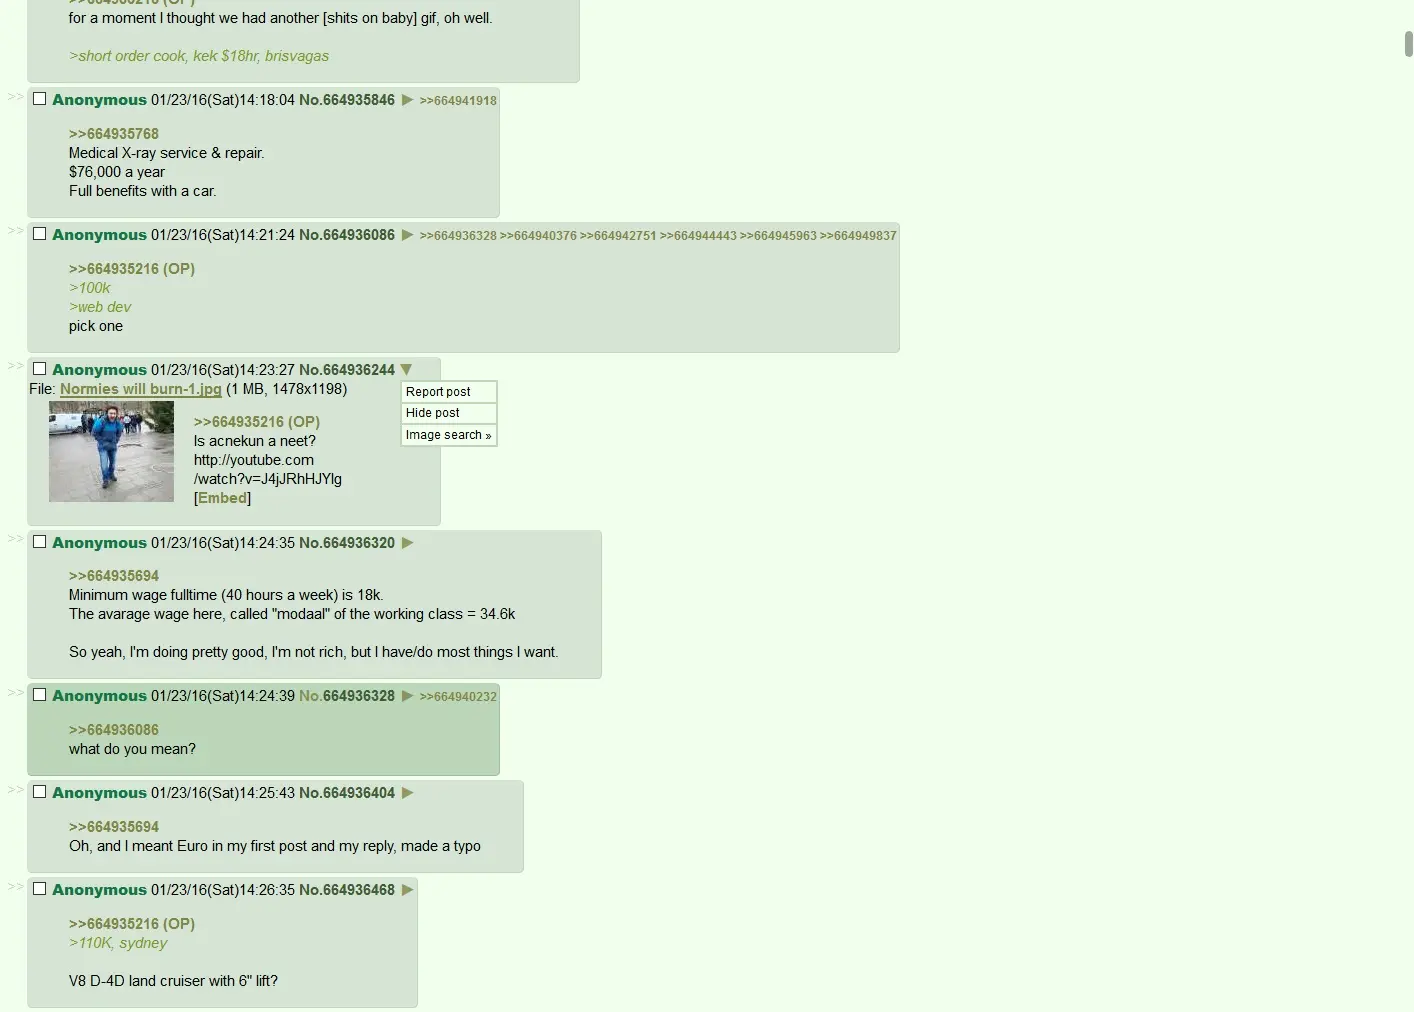 for a moment I thought we had another [shits on baby] gif, oh well.
>short order cook, kek $18hr, brisvagas
>> Anonymous 01/23/16(Sat)14:18:04 No.664935846 ▶ >>664941918
>>664935768
Medical X-ray service & repair.
$76,000 a year
Full benefits with a car.
>> Anonymous 01/23/16(Sat)14:21:24 No.664936086 ▶ >>664936328 >>664940376 >>664942751 >>664944443 >>664945963 >>664949837
>>664935216 (OP)
>100k
>web dev
pick one
>> Anonymous 01/23/16(Sat)14:23:27 No.664936244 ▼
File: Normies will burn-1.jpg (1 MB, 1478x1198)
Report post
Hide post
Image search »
>>664935216 (OP)
Is acnekun a neet?
http://youtube.com
/watch?v=J4jJRhHJYlg
[Embed]
>> Anonymous 01/23/16(Sat)14:24:35 No.664936320 ▶
>>664935694
Minimum wage fulltime (40 hours a week) is 18k.
The avarage wage here, called "modaal" of the working class = 34.6k
So yeah, I'm doing pretty good, I'm not rich, but I have/do most things I want.
>> Anonymous 01/23/16(Sat)14:24:39 No.664936328 ▶ >>664940232
>>664936086
what do you mean?
>> Anonymous 01/23/16(Sat)14:25:43 No.664936404 ▶
>>664935694
Oh, and I meant Euro in my first post and my reply, made a typo
>> Anonymous 01/23/16(Sat)14:26:35 No.664936468 ▶
>>664935216 (OP)
>110K, sydney
V8 D-4D land cruiser with 6" lift?